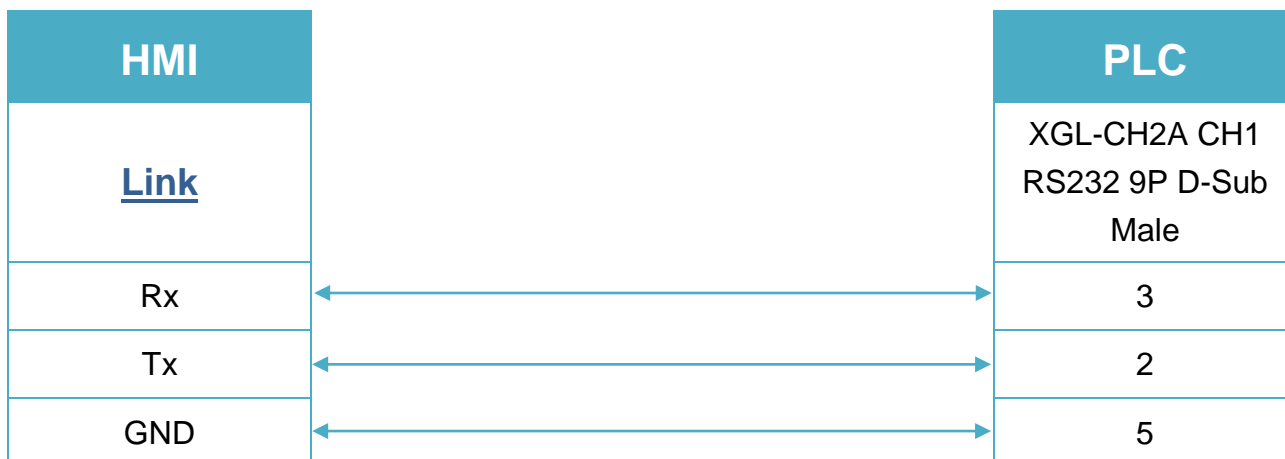 HMI
PLC
Link
XGL-CH2A CH1
RS232 9P D-Sub
Male
Rx
3
Tx
2
GND
5